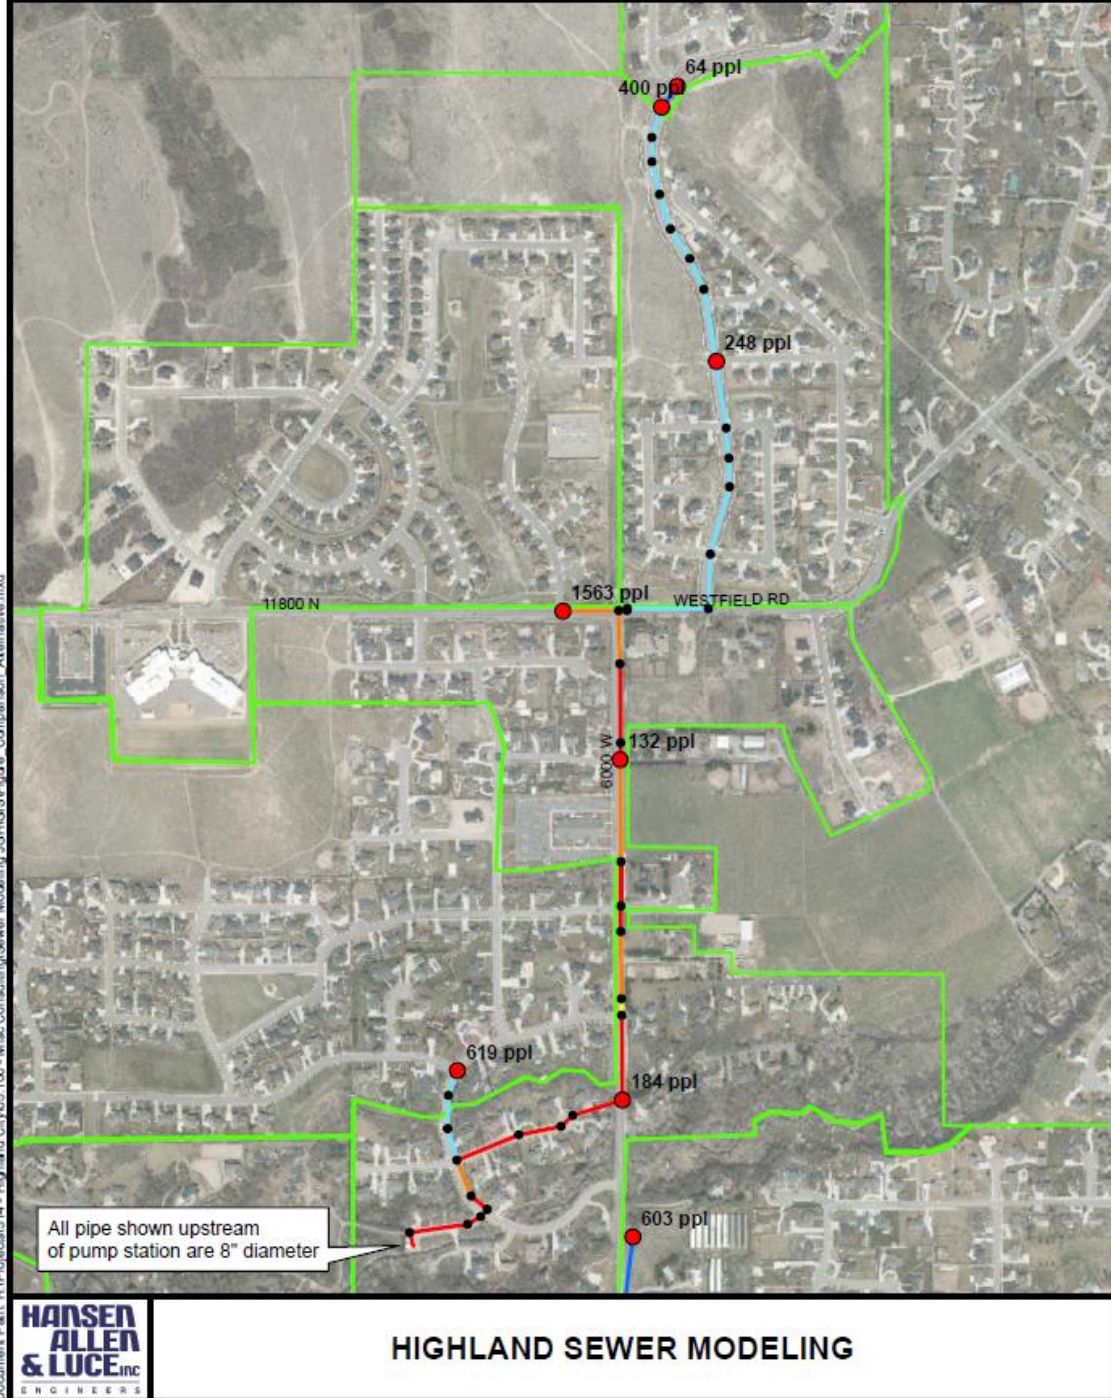 64 ppl
400 ppl
248 ppl
1563 ppl
11800 N
WESTFIELD RD
132 ppl
6000 W
619 ppl
184 ppl
603 ppl
All pipe shown upstream
of pump station are 8" diameter
HANSEN
ALLEN
& LUCE INC
ENGINEERS
HIGHLAND SEWER MODELING